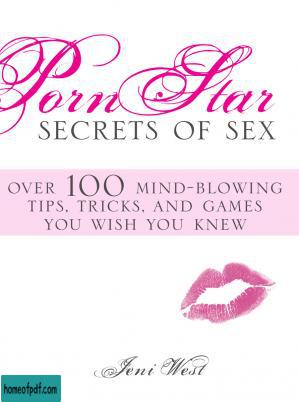 Porn Star
SECRETS OF SEX
OVER 100 MIND-BLOWING
TIPS, TRICKS, AND GAMES
YOU WISH YOU KNEW
Jeni West
homeofpdf.com